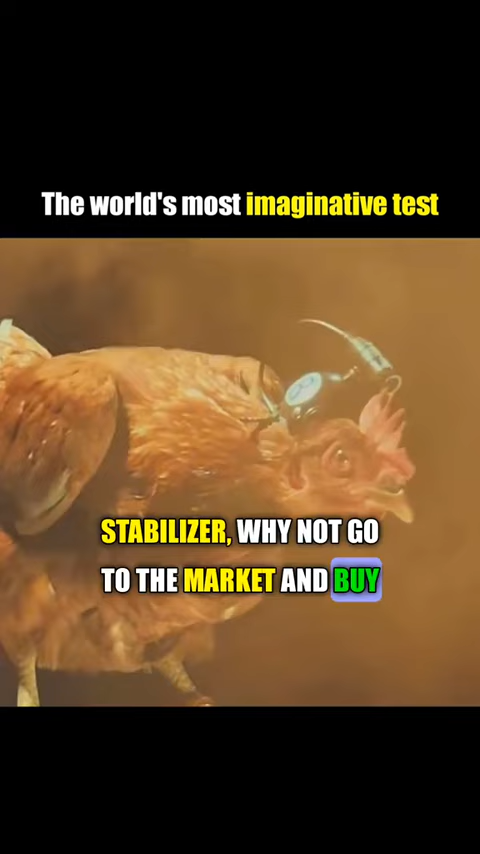 The world's most imaginative test
STABILIZER, WHY NOT GO
TO THE MARKET AND BUY